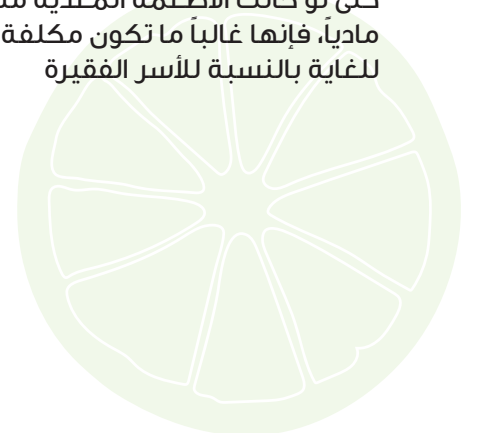 حتى لو كانت الأطعمة المغذية
مادياً، فإنها غالباً ما تكون مكلفة
للغاية بالنسبة للأسر الفقيرة